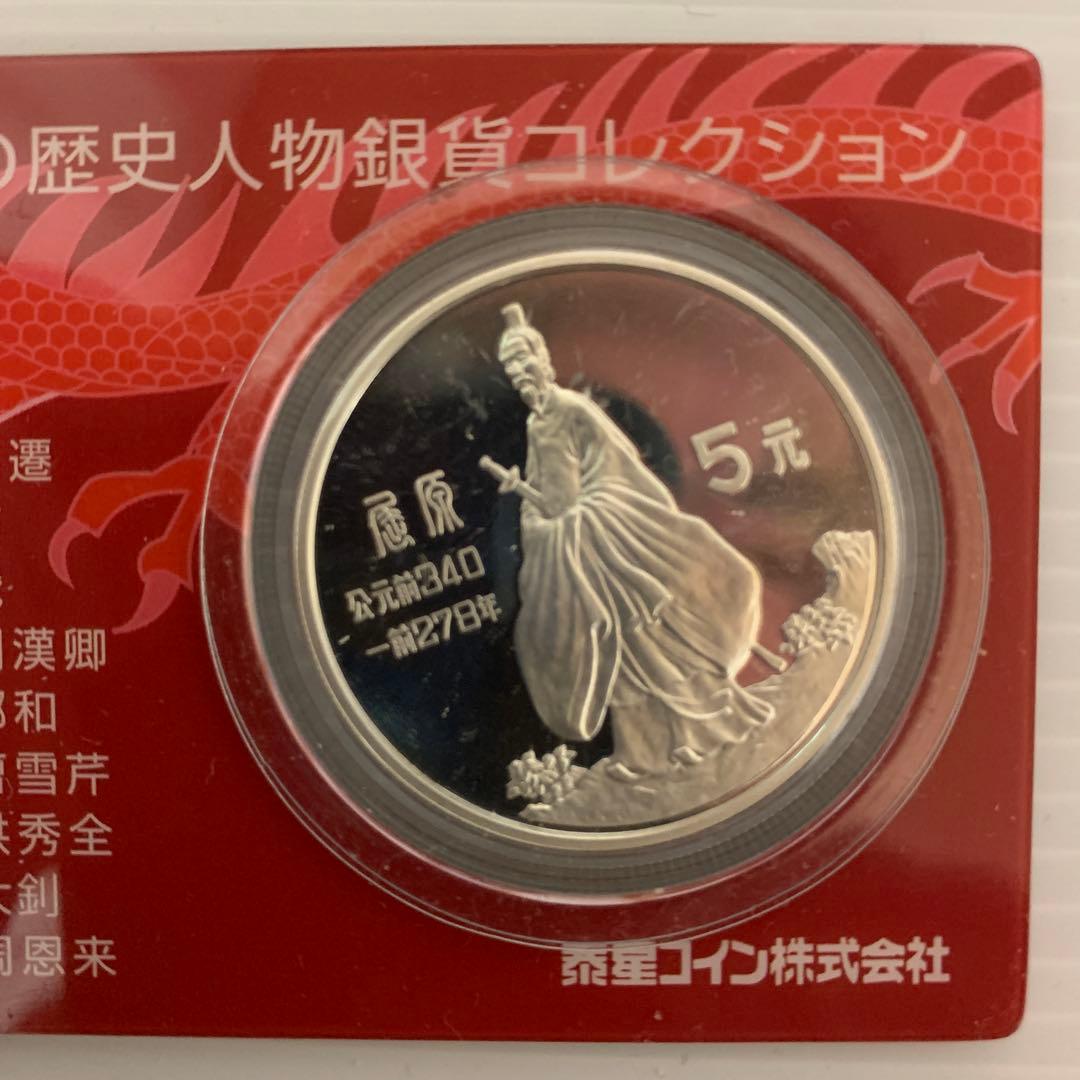 歴史人物銀貨コレクション
遷
漢卿
和
雪芹
秀全
釗
恩来
5元
屈原
公元前340
一前278年
泰星コイン株式会社